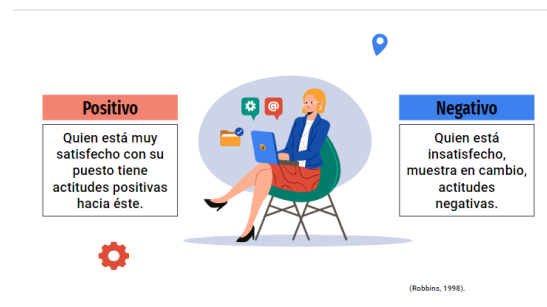 Positivo
Quien está muy
satisfecho con su
puesto tiene
actitudes positivas
hacia éste.
@
Negativo
Quien está
insatisfecho,
muestra en cambio,
actitudes
negativas.
(Robbins, 1998).